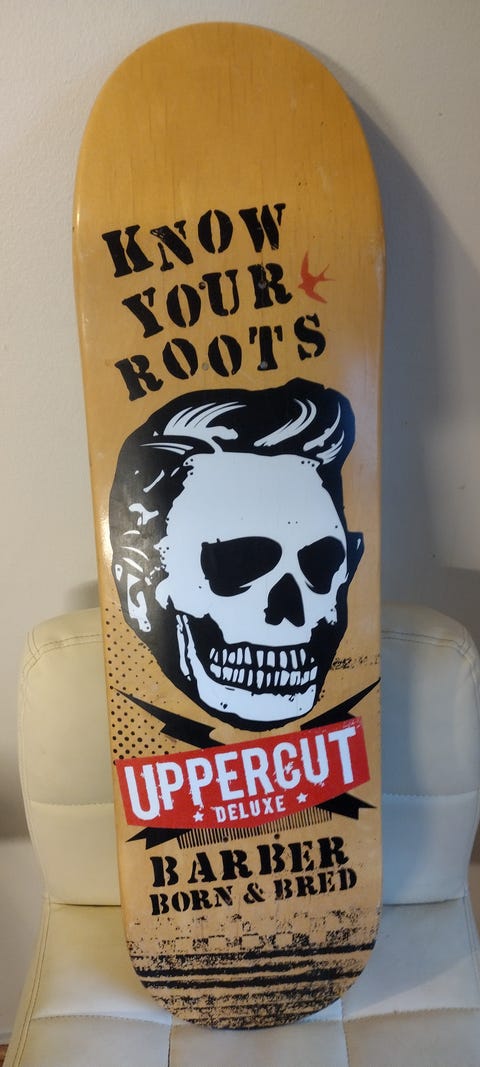 KNOW
YOUR
ROOTS
UPPERCUT
DELUXE
BARBER
BORN & BRED